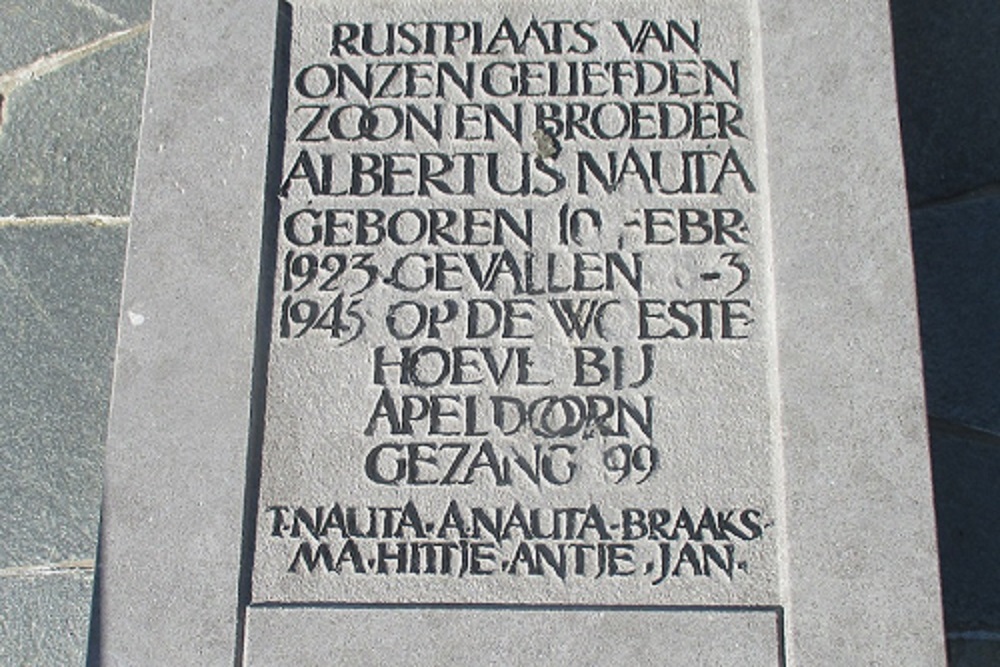 RUSTPLAATS VAN
ONZEN GELIEFDEN
ZOON EN BROEDER
ALBERTUS NAUTA
GEBOREN 10 FEBR.
1923. GEVALLEN -3
1945 OP DE WOESTE
HOEVE BIJ
APELDOORN
GEZANG 99
T. NAUTA. A. NAUTA-BRAAKS-
MA. HITTJE. ANTJE. JAN.